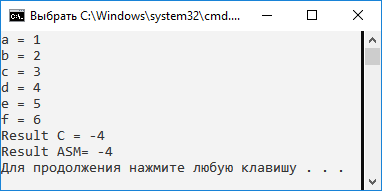 Выбрать C:\Windows\system32\cmd....
a = 1
b = 2
c = 3
d = 4
e = 5
f = 6
Result C = -4
Result ASM= -4
Для продолжения нажмите любую клавишу . . .